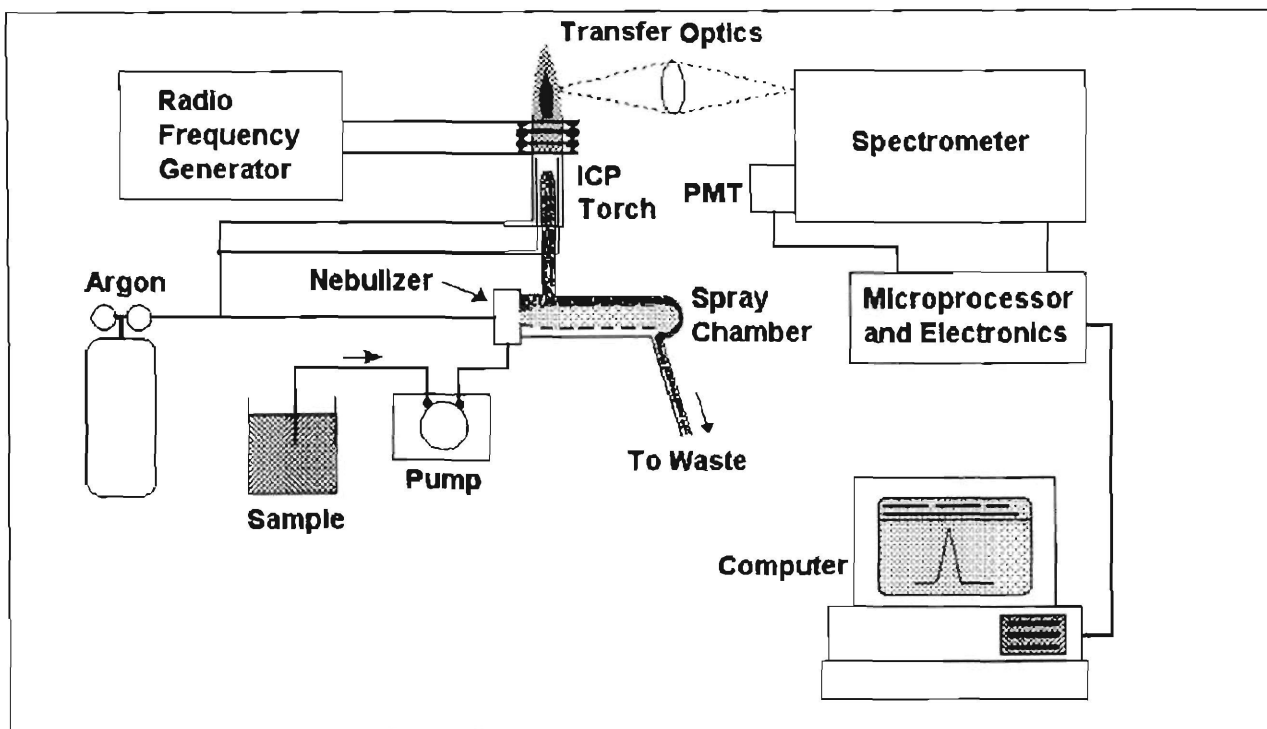 Transfer Optics
Radio
Frequency
Generator
Spectrometer
ICP
Torch
PMT
Argon
Nebulizer
Spray
Chamber
Microprocessor
and Electronics
To Waste
Pump
Sample
Computer